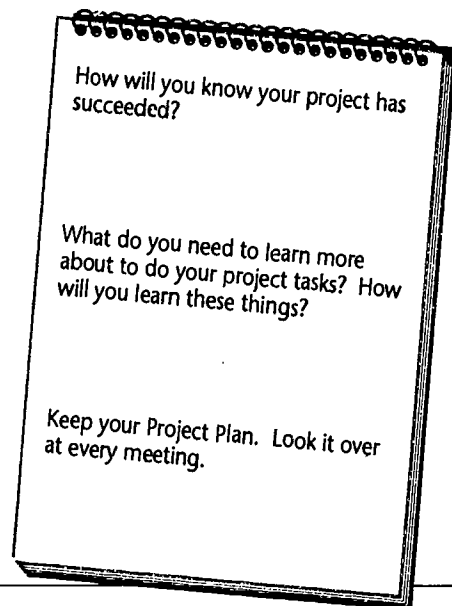 How will you know your project has
succeeded?
What do you need to learn more
about to do your project tasks? How
will you learn these things?
Keep your Project Plan. Look it over
at every meeting.